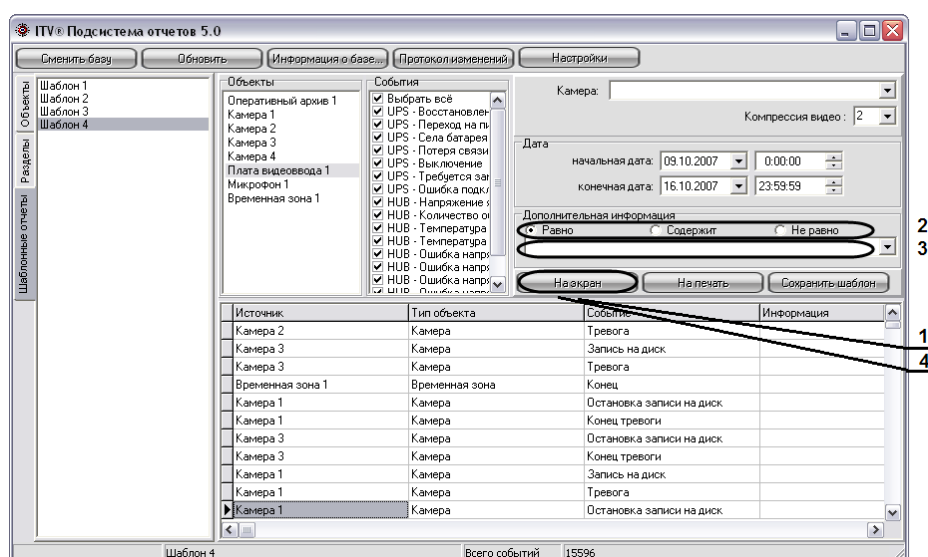 ITV® Подсистема отчетов 5.0
Сменить базу Обновить Информация о базе... Протокол изменений Настройки
Объекты
Разделы
Шаблонные отчеты
Шаблон 1
Шаблон 2
Шаблон 3
Шаблон 4
Объекты
Оперативный архив 1
Камера 1
Камера 2
Камера 3
Камера 4
Плата видеоввода 1
Микрофон 1
Временная зона 1
События
Выбрать всё
UPS - Восстановлен
UPS - Переход на пи
UPS - Села батарея
UPS - Потеря связи
UPS - Выключение
UPS - Требуется за
UPS - Ошибка подк
HUB - Напряжение
HUB - Количество
HUB - Температура
HUB - Температура
HUB - Ошибка напр
HUB - Ошибка напр
HUB - Ошибка напр
Камера:
Компрессия видео : 2
Дата
начальная дата: 09.10.2007 0:00:00
конечная дата: 16.10.2007 23:59:59
Дополнительная информация
Равно Содержит Не равно 2
3
На экран На печать Сохранить шаблон
Источник Тип объекта Событие Информация
Камера 2 Камера Тревога
1
Камера 3 Камера Запись на диск
4
Камера 3 Камера Тревога
Временная зона 1 Временная зона Конец
Камера 1 Камера Остановка записи на диск
Камера 1 Камера Конец тревоги
Камера 3 Камера Остановка записи на диск
Камера 3 Камера Конец тревоги
Камера 1 Камера Запись на диск
Камера 1 Камера Тревога
Камера 1 Камера Остановка записи на диск
Шаблон 4 Всего событий 15596